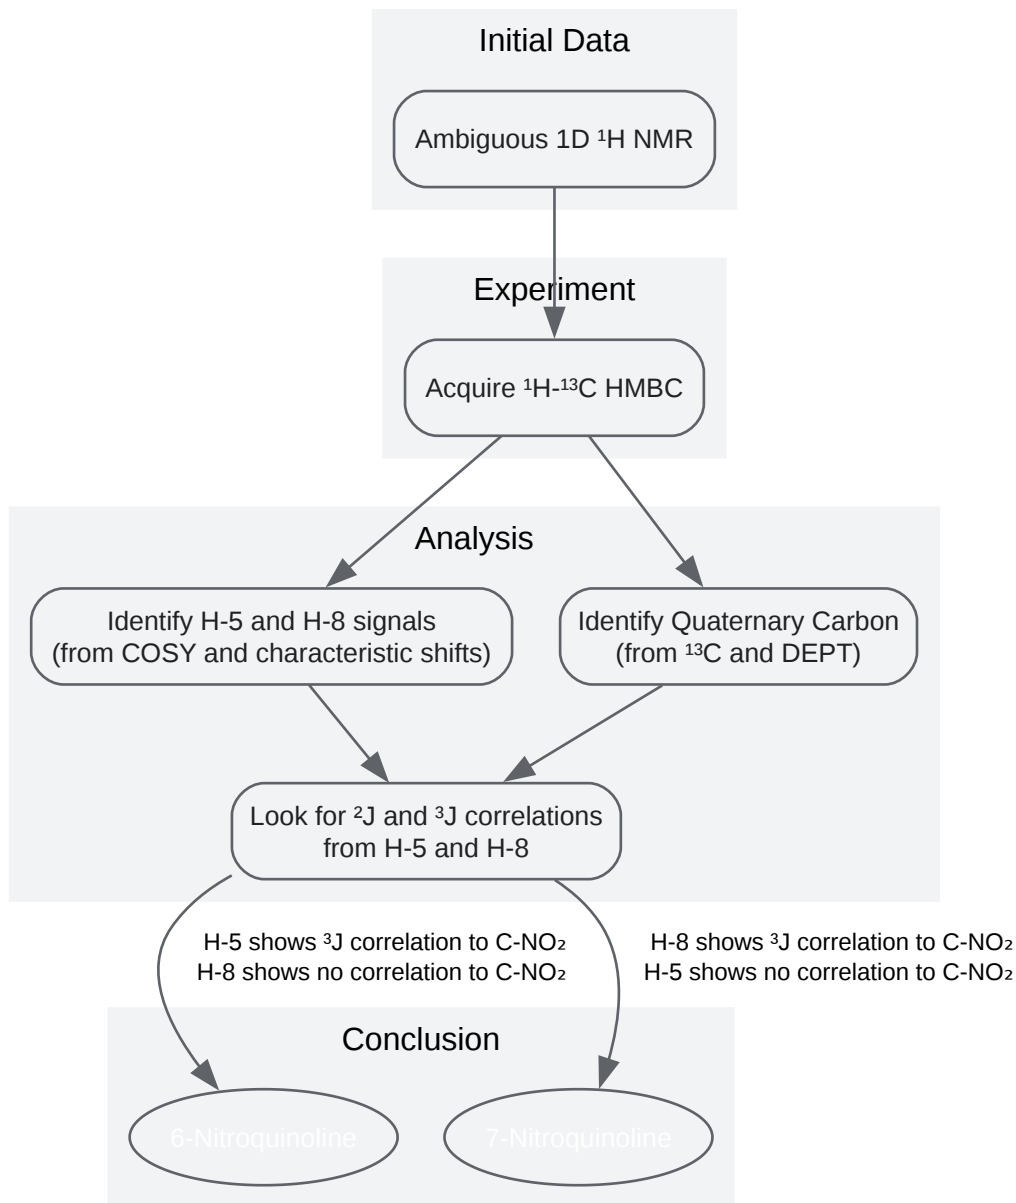 Initial Data
Ambiguous 1D ¹H NMR
Experiment
Acquire ¹H-¹³C HMBC
Analysis
Identify H-5 and H-8 signals
(from COSY and characteristic shifts)
Identify Quaternary Carbon
(from ¹³C and DEPT)
Look for ²J and ³J correlations
from H-5 and H-8
H-5 shows ³J correlation to C-NO₂
H-8 shows no correlation to C-NO₂
H-8 shows ³J correlation to C-NO₂
H-5 shows no correlation to C-NO₂
Conclusion
6-Nitroquinoline
7-Nitroquinoline